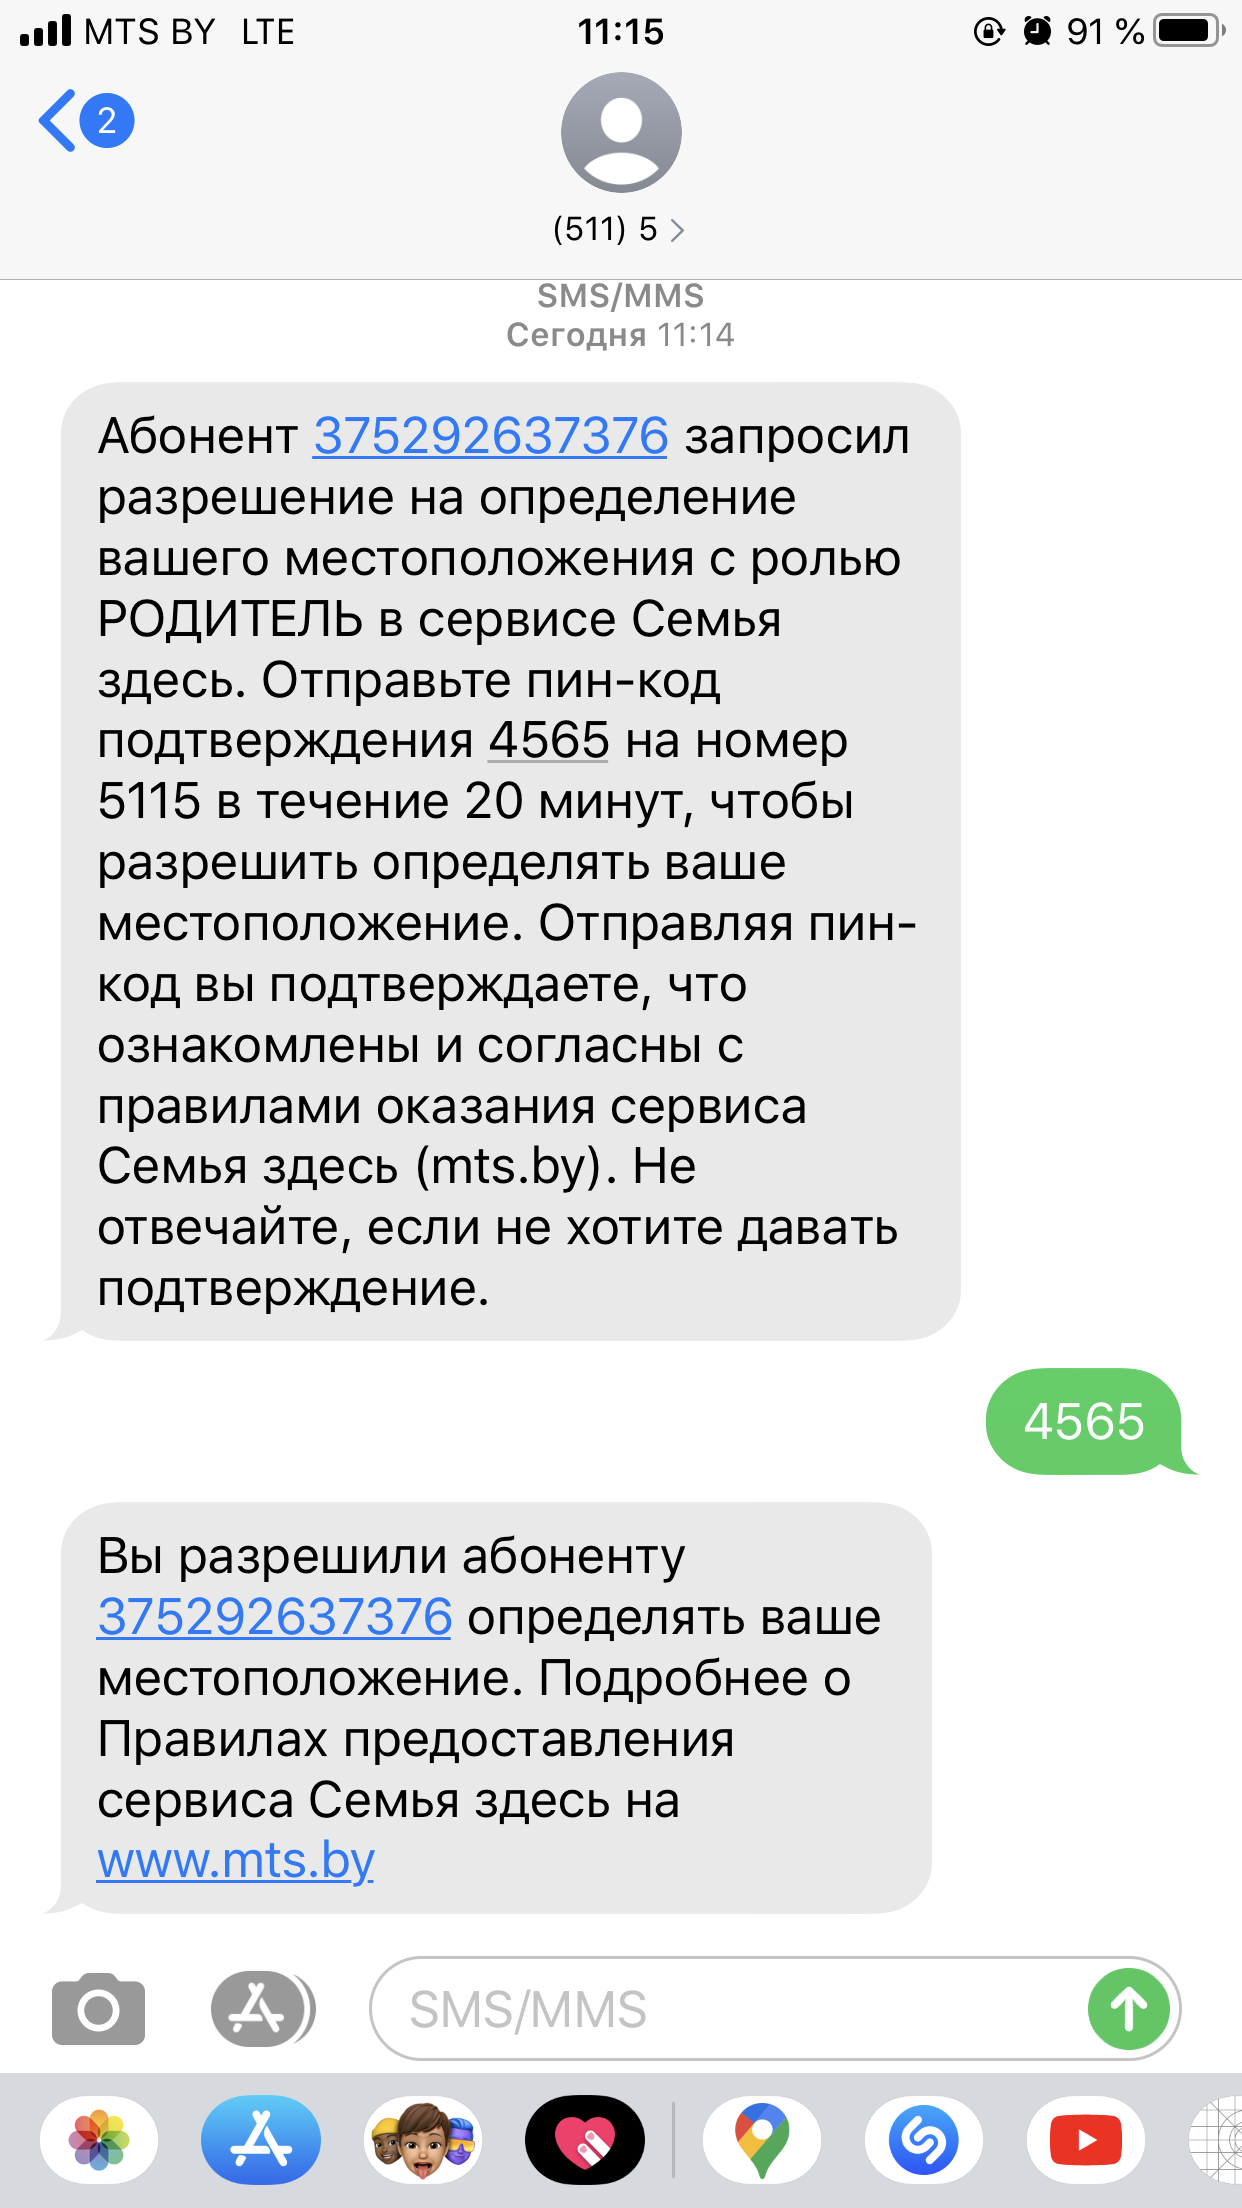 MTS BY LTE 11:15 91 %
2
(511) 5
SMS/MMS
Сегодня 11:14
Абонент 375292637376 запросил
разрешение на определение
вашего местоположения с ролью
РОДИТЕЛЬ в сервисе Семья
здесь. Отправьте пин-код
подтверждения 4565 на номер
5115 в течение 20 минут, чтобы
разрешить определять ваше
местоположение. Отправляя пин-
код вы подтверждаете, что
ознакомлены и согласны с
правилами оказания сервиса
Семья здесь (mts.by). Не
отвечайте, если не хотите давать
подтверждение.
4565
Вы разрешили абоненту
375292637376 определять ваше
местоположение. Подробнее о
Правилах предоставления
сервиса Семья здесь на
www.mts.by
SMS/MMS